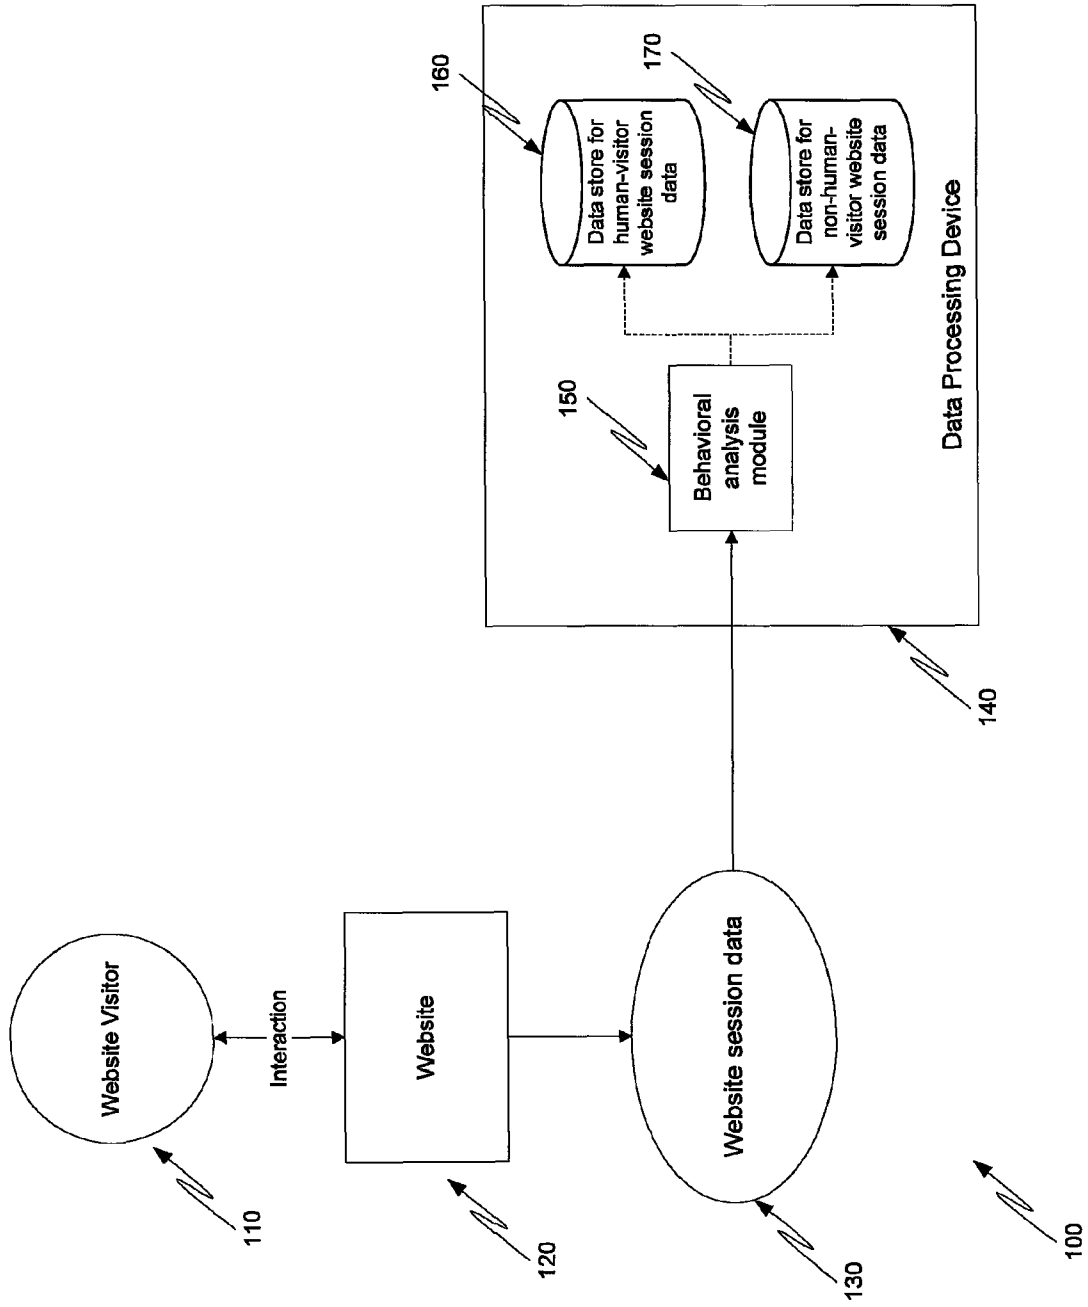 Website Visitor
110
Interaction
Website
120
Website session data
130
100
140
Data Processing Device
150
Behavioral
analysis
module
160
Data store for
human-visitor
website session
data
170
Data store for
non-human-
visitor website
session data